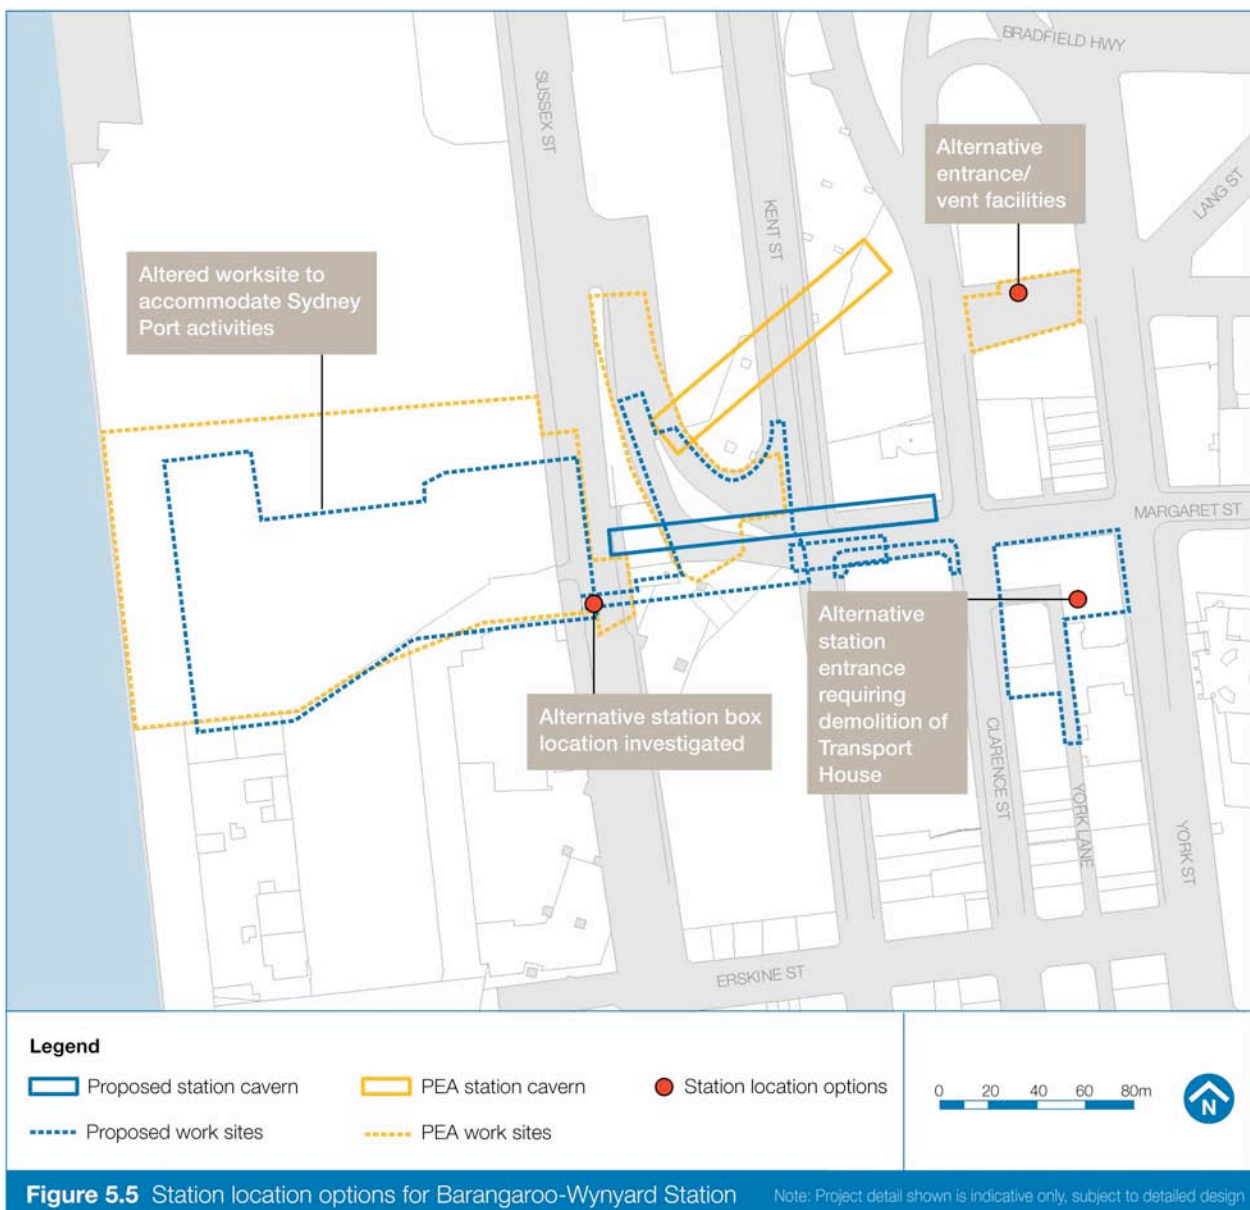 BRADFIELD HWY
SUSSEX ST
KENT ST
LANG ST
Alternative
entrance/
vent facilities
Altered worksite to
accommodate Sydney
Port activities
MARGARET ST
Alternative
station
entrance
requiring
demolition of
Transport
House
Alternative station box
location investigated
CLARENCE ST
YORK LANE
YORK ST
ERSKINE ST
Legend
Proposed station cavern
PEA station cavern
Station location options
Proposed work sites
PEA work sites
0 20 40 60 80m
N
Figure 5.5 Station location options for Barangaroo-Wynyard Station
Note: Project detail shown is indicative only, subject to detailed design